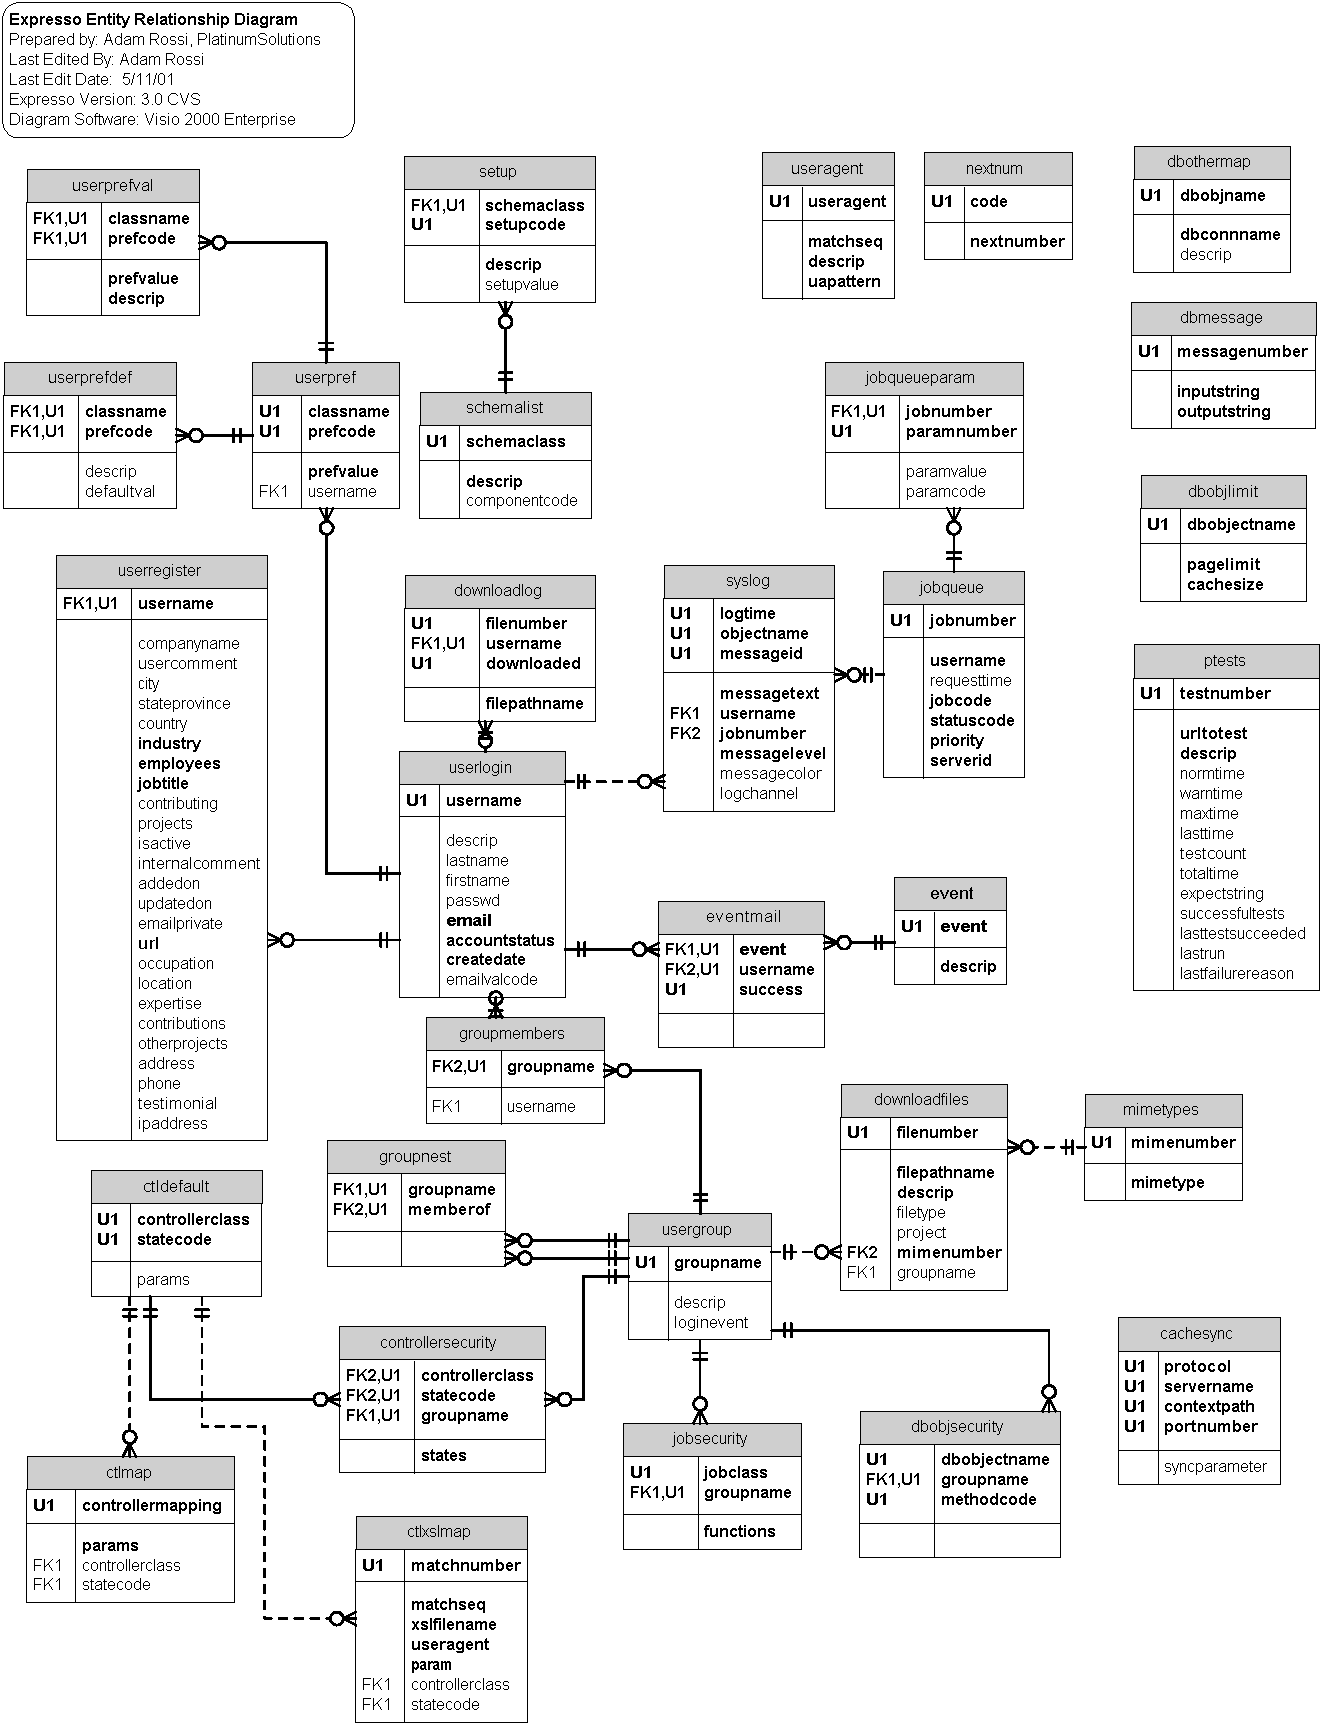 Expresso Entity Relationship Diagram
Prepared by: Adam Rossi, PlatinumSolutions
Last Edited By: Adam Rossi
Last Edit Date: 5/11/01
Expresso Version: 3.0 CVS
Diagram Software: Visio 2000 Enterprise
userprefval
FK1,U1 classname
FK1,U1 prefcode
prefvalue
descrip
setup
FK1,U1 schemaclass
U1 setupcode
descrip
setupvalue
useragent
U1 useragent
matchseq
descrip
uapattern
nextnum
U1 code
nextnumber
dbothermap
U1 dbobjname
dbconnname
descrip
dbmessage
U1 messagenumber
inputstring
outputstring
userprefdef
FK1,U1 classname
FK1,U1 prefcode
descrip
defaultval
userpref
U1 classname
U1 prefcode
prefvalue
FK1 username
schemalist
U1 schemaclass
descrip
componentcode
jobqueueparam
FK1,U1 jobnumber
U1 paramnumber
paramvalue
paramcode
dbobjlimit
U1 dbobjectname
pagelimit
cachesize
userregister
FK1,U1 username
companyname
usercomment
city
stateprovince
country
industry
employees
jobtitle
contributing
projects
isactive
internalcomment
addedon
updatedon
emailprivate
url
occupation
location
expertise
contributions
otherprojects
address
phone
testimonial
ipaddress
downloadlog
U1 filenumber
FK1,U1 username
U1 downloaded
filepathname
syslog
U1 logtime
U1 objectname
U1 messageid
messagetext
FK1 username
FK2 jobnumber
messagelevel
messagecolor
logchannel
jobqueue
U1 jobnumber
username
requesttime
jobcode
statuscode
priority
serverid
ptests
U1 testnumber
urltotest
descrip
normtime
warntime
maxtime
lasttime
testcount
totaltime
expectstring
successfultests
lasttestsucceeded
lastrun
lastfailurereason
userlogin
U1 username
descrip
lastname
firstname
passwd
email
accountstatus
createdate
emailvalcode
eventmail
FK1,U1 event
FK2,U1 username
U1 success
event
U1 event
descrip
groupmembers
FK2,U1 groupname
FK1 username
downloadfiles
U1 filenumber
filepathname
descrip
filetype
project
FK2 mimenumber
FK1 groupname
mimetypes
U1 mimenumber
mimetype
groupnest
FK1,U1 groupname
FK2,U1 memberof
ctldefault
U1 controllerclass
U1 statecode
params
usergroup
U1 groupname
descrip
loginevent
controllersecurity
FK2,U1 controllerclass
FK2,U1 statecode
FK1,U1 groupname
states
cachesync
U1 protocol
U1 servername
U1 contextpath
U1 portnumber
syncparameter
jobsecurity
U1 jobclass
FK1,U1 groupname
functions
dbobjsecurity
U1 dbobjectname
FK1,U1 groupname
U1 methodcode
ctlmap
U1 controllermapping
params
FK1 controllerclass
FK1 statecode
ctlxslmap
U1 matchnumber
matchseq
xslfilename
useragent
param
FK1 controllerclass
FK1 statecode